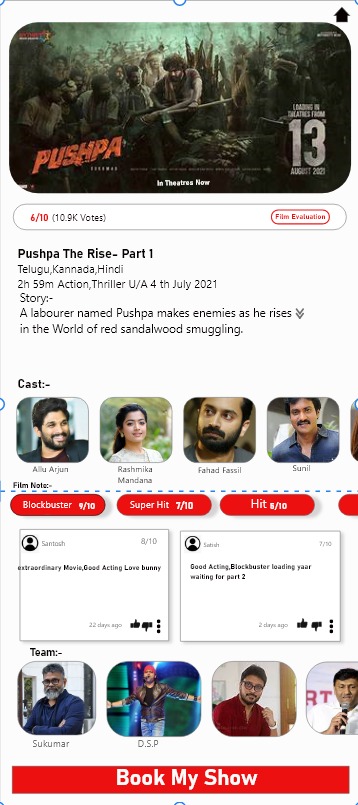 PUSHPA
LOADING IN
THEATRES FROM
13
AUGUST 2021
In Theatres Now
6/10 (10.9K Votes)
Film Evaluation
Pushpa The Rise- Part 1
Telugu,Kannada,Hindi
2h 59m Action,Thriller U/A 4 th July 2021
Story:-
A labourer named Pushpa makes enemies as he rises
in the World of red sandalwood smuggling.
Cast:-
Allu Arjun
Rashmika
Mandana
Fahad Fassil
Sunil
Film Note:-
Blockbuster 9/10
Super Hit 7/10
Hit 6/10
Santosh 8/10
extraordinary Movie,Good Acting Love bunny
22 days ago
Satish 7/10
Good Acting,Blockbuster loading yaar
waiting for part 2
2 days ago
Team:-
Sukumar
D.S.P
Book My Show